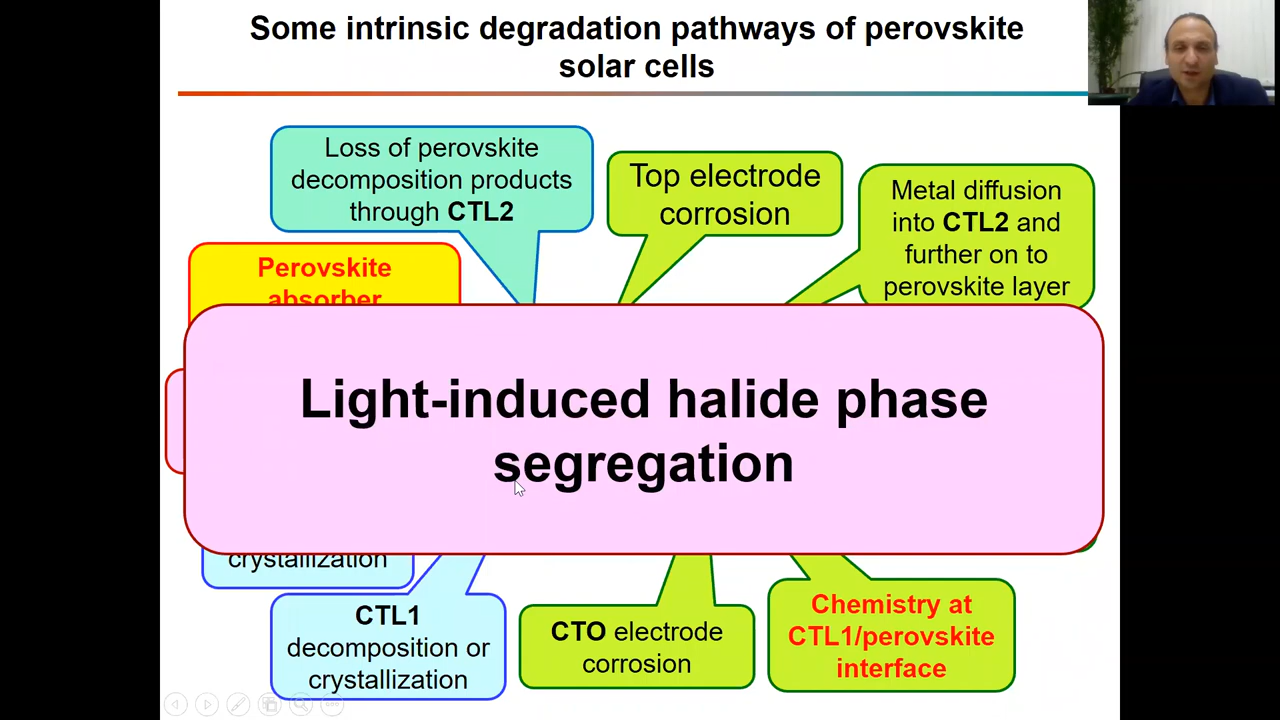 Some intrinsic degradation pathways of perovskite
solar cells
Loss of perovskite
decomposition products
through CTL2
Top electrode
corrosion
Metal diffusion
into CTL2 and
further on to
perovskite layer
Perovskite
absorber
Light-induced halide phase
segregation
crystallization
CTL1
decomposition or
crystallization
CTO electrode
corrosion
Chemistry at
CTL1/perovskite
interface